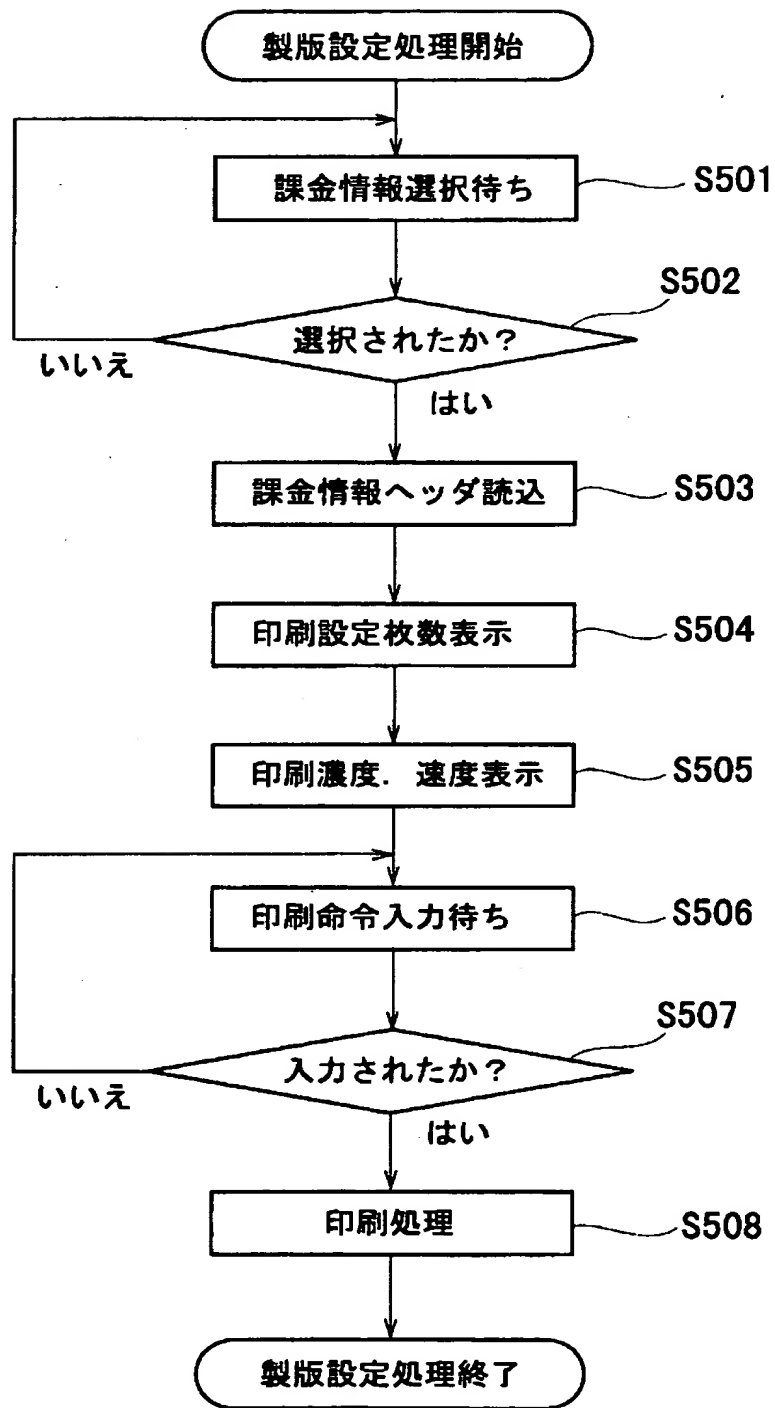 製版設定処理開始
課金情報選択待ち
S501
S502
選択されたか？
いいえ
はい
課金情報ヘッダ読込
S503
印刷設定枚数表示
S504
印刷濃度．速度表示
S505
印刷命令入力待ち
S506
S507
入力されたか？
いいえ
はい
印刷処理
S508
製版設定処理終了